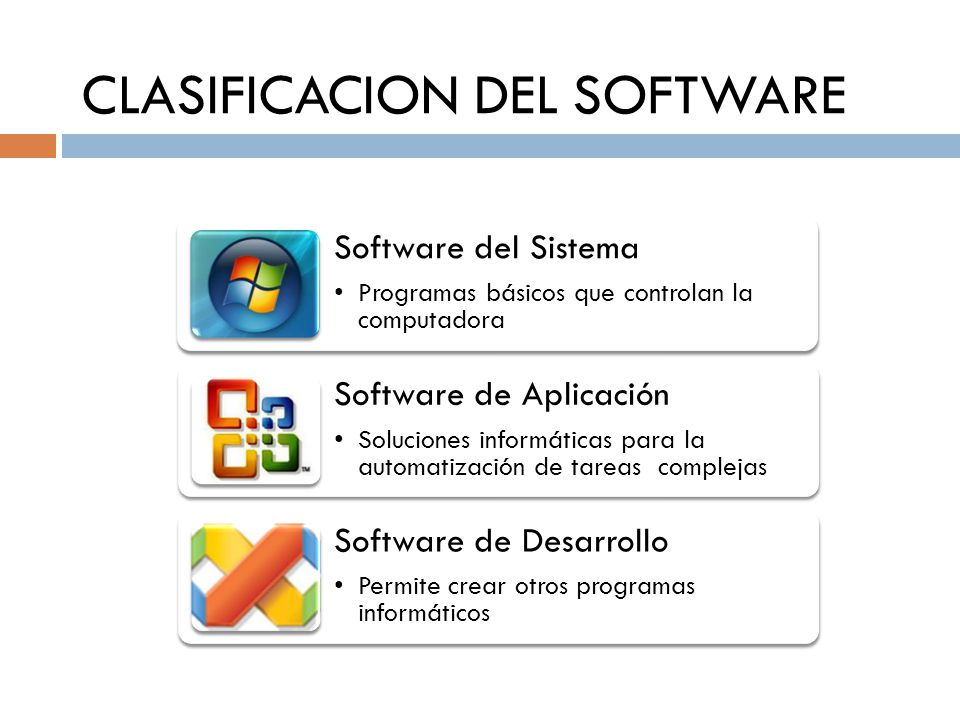 CLASIFICACION DEL SOFTWARE
Software del Sistema
• Programas básicos que controlan la
computadora
Software de Aplicación
• Soluciones informáticas para la
automatización de tareas complejas
TM
Software de Desarrollo
• Permite crear otros programas
informáticos